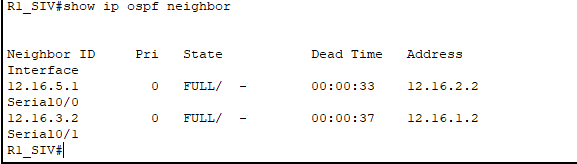 R1_SIV#show ip ospf neighbor
Neighbor ID     Pri   State           Dead Time   Address
Interface
12.16.5.1         0   FULL/  -        00:00:33    12.16.2.2
Serial0/0
12.16.3.2         0   FULL/  -        00:00:37    12.16.1.2
Serial0/1
R1_SIV#